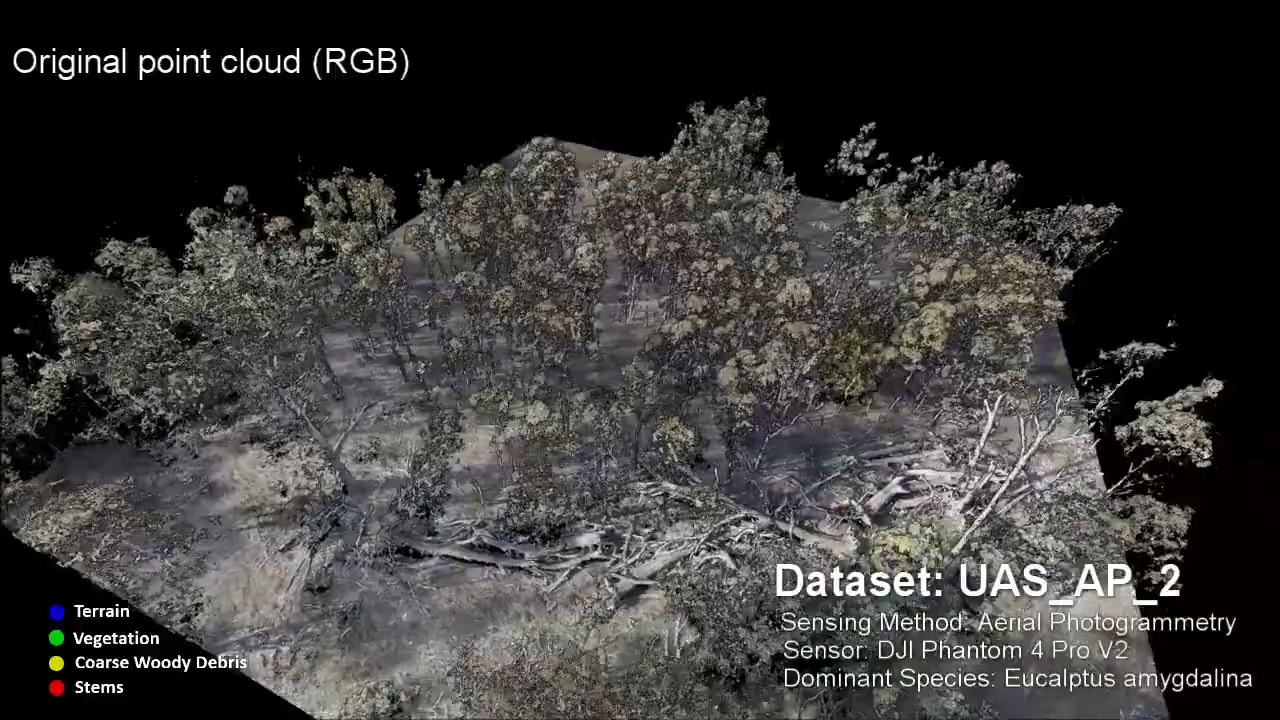 Original point cloud (RGB)
Dataset: UAS_AP_2
Sensing Method: Aerial Photogrammetry
Sensor: DJI Phantom 4 Pro V2
Dominant Species: Eucalptus amygdalina
Terrain
Vegetation
Coarse Woody Debris
Stems